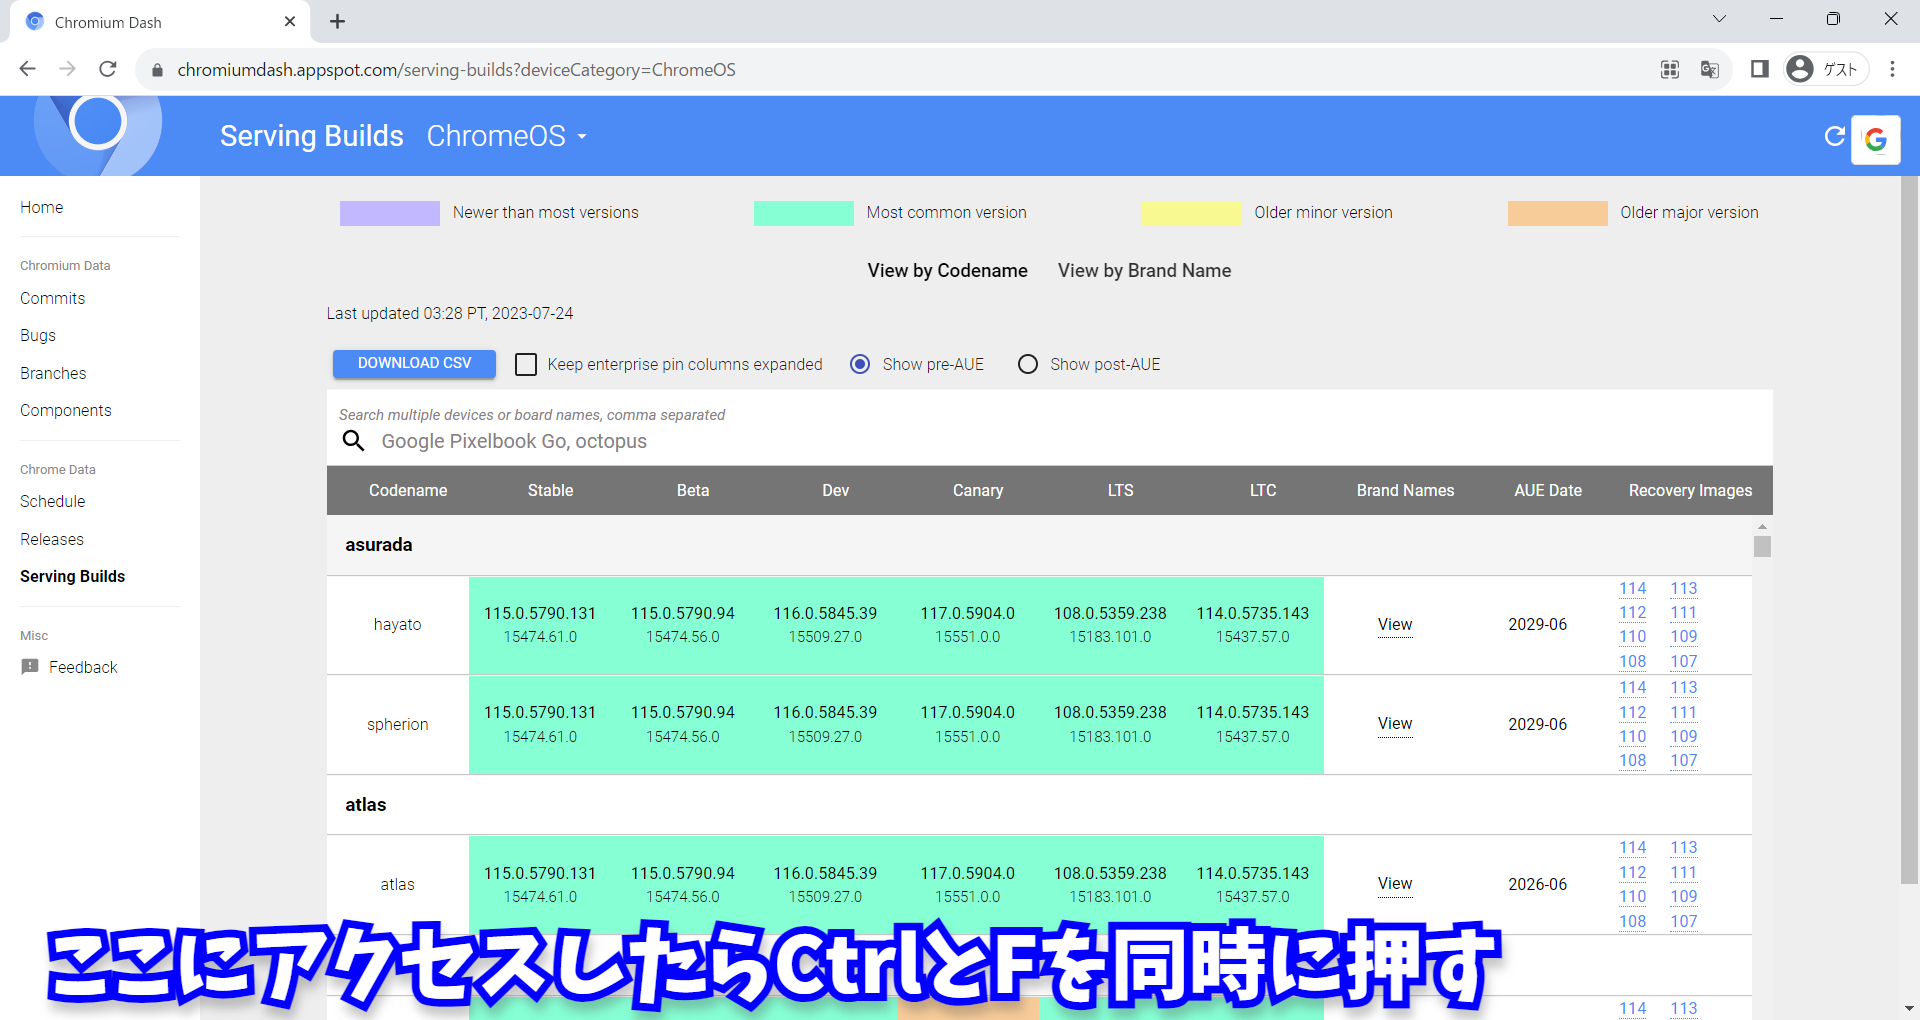 Chromium Dash
chromiumdash.appspot.com/serving-builds?deviceCategory=ChromeOS
ゲスト
Serving Builds ChromeOS
Home
Chromium Data
Commits
Bugs
Branches
Components
Chrome Data
Schedule
Releases
Serving Builds
Misc
Feedback
Newer than most versions
Most common version
Older minor version
Older major version
View by Codename
View by Brand Name
Last updated 03:28 PT, 2023-07-24
DOWNLOAD CSV
Keep enterprise pin columns expanded
Show pre-AUE
Show post-AUE
Search multiple devices or board names, comma separated
Google Pixelbook Go, octopus
Codename Stable Beta Dev Canary LTS LTC Brand Names AUE Date Recovery Images
asurada
114 113
115.0.5790.131 115.0.5790.94 116.0.5845.39 117.0.5904.0 108.0.5359.238 114.0.5735.143 112 111
hayato View 2029-06
15474.61.0 15474.56.0 15509.27.0 15551.0.0 15183.101.0 15437.57.0 110 109
108 107
114 113
115.0.5790.131 115.0.5790.94 116.0.5845.39 117.0.5904.0 108.0.5359.238 114.0.5735.143 112 111
spherion View 2029-06
15474.61.0 15474.56.0 15509.27.0 15551.0.0 15183.101.0 15437.57.0 110 109
108 107
atlas
114 113
115.0.5790.131 115.0.5790.94 116.0.5845.39 117.0.5904.0 108.0.5359.238 114.0.5735.143 112 111
atlas View 2026-06
15474.61.0 15474.56.0 15509.27.0 15551.0.0 15183.101.0 15437.57.0 110 109
108 107
ここにアクセスしたらCtrlとFを同時に押す
114 113